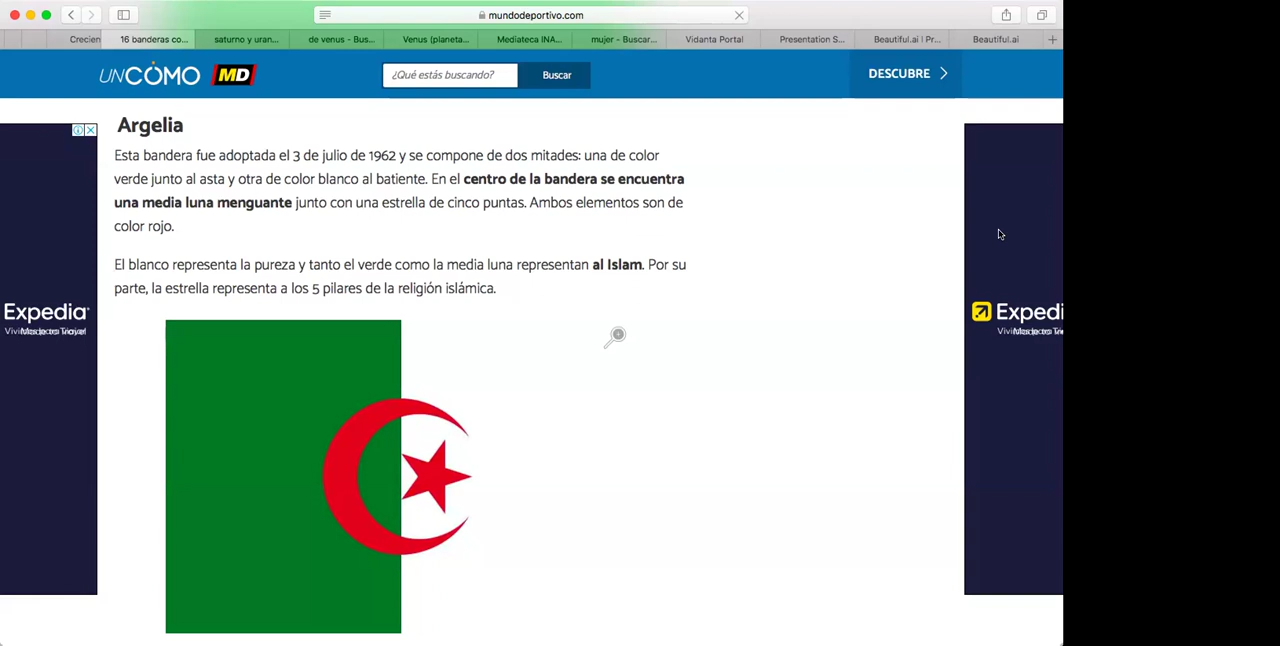 mundodeportivo.com
Crecien
16 banderas co...
saturno y uran...
de venus - Bus...
Venus (planeta...
Mediateca INA...
mujer - Buscar...
Vidanta Portal
Presentation S...
Beautiful.ai | Pr...
Beautiful.ai
UNCÓMO MD
¿Qué estás buscando?
Buscar
DESCUBRE
Argelia
Esta bandera fue adoptada el 3 de julio de 1962 y se compone de dos mitades: una de color
verde junto al asta y otra de color blanco al batiente. En el centro de la bandera se encuentra
una media luna menguante junto con una estrella de cinco puntas. Ambos elementos son de
color rojo.
El blanco representa la pureza y tanto el verde como la media luna representan al Islam. Por su
parte, la estrella representa a los 5 pilares de la religión islámica.
Expedia
Expedi